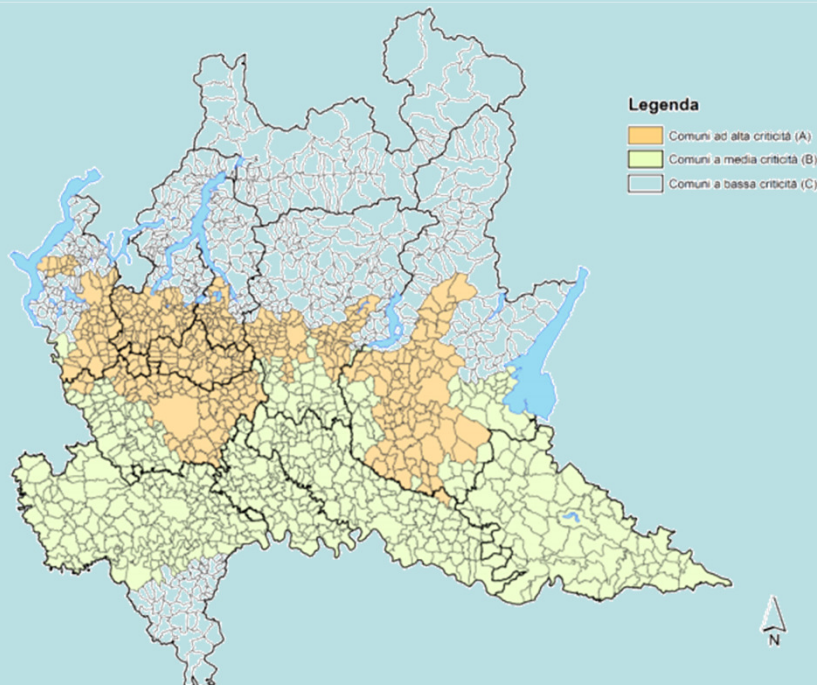 Legenda
Comuni ad alta criticità (A)
Comuni a media criticità (B)
Comuni a bassa criticità (C)
N